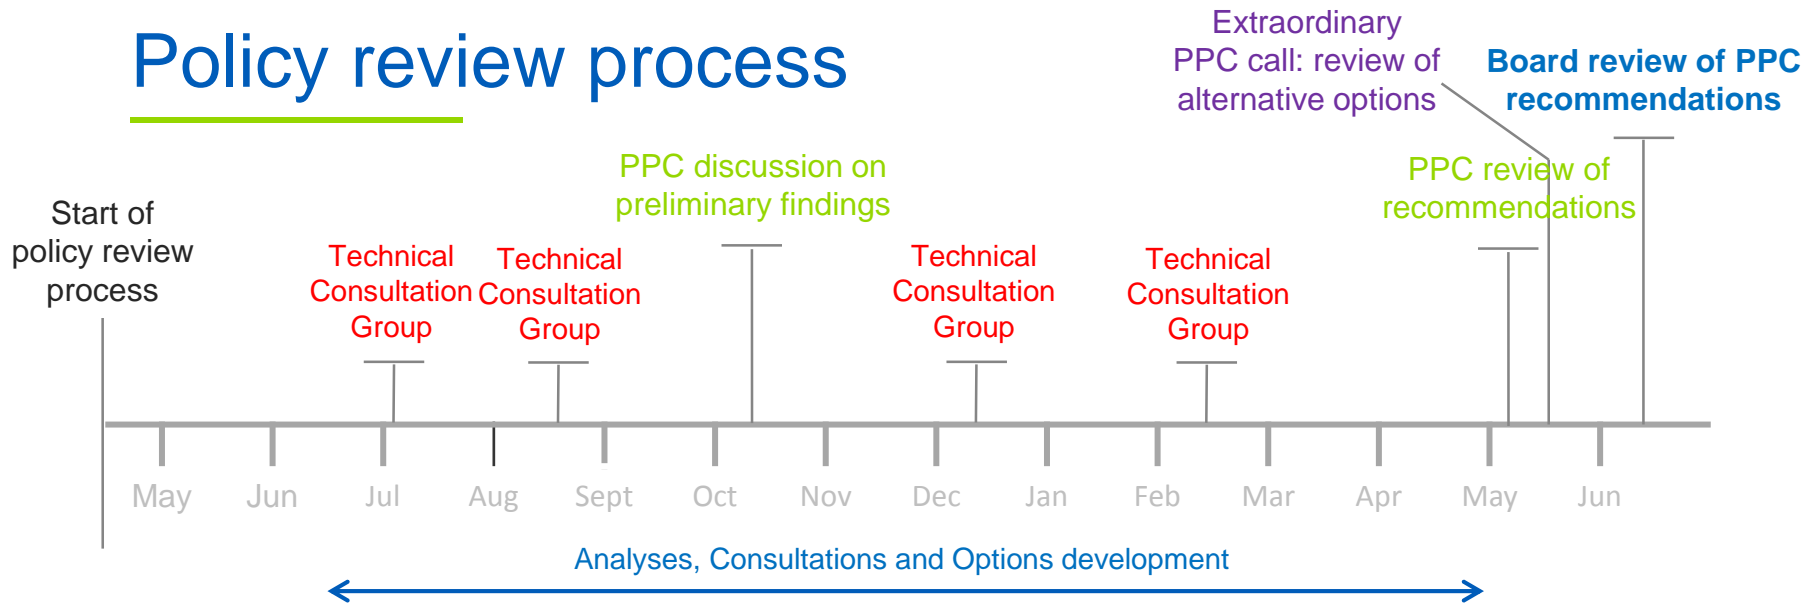 Policy review process
Extraordinary
PPC call: review of
alternative options
Board review of PPC
recommendations
Start of
policy review
process
Technical
Consultation
Group
Technical
Consultation
Group
PPC discussion on
preliminary findings
Technical
Consultation
Group
Technical
Consultation
Group
PPC review of
recommendations
May
Jun
Jul
Aug
Sept
Oct
Nov
Dec
Jan
Feb
Mar
Apr
May
Jun
Analyses, Consultations and Options development